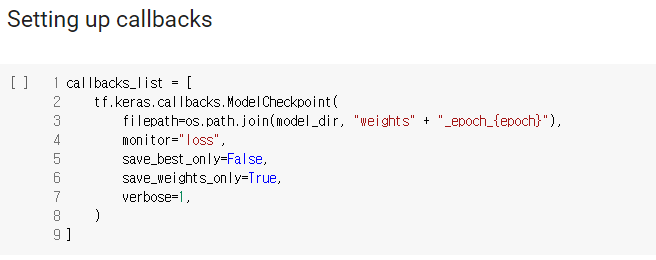 Setting up callbacks
[ ] 1 callbacks_list = [
2     tf.keras.callbacks.ModelCheckpoint(
3         filepath=os.path.join(model_dir, "weights" + "_epoch_{epoch}"),
4         monitor="loss",
5         save_best_only=False,
6         save_weights_only=True,
7         verbose=1,
8     )
9 ]